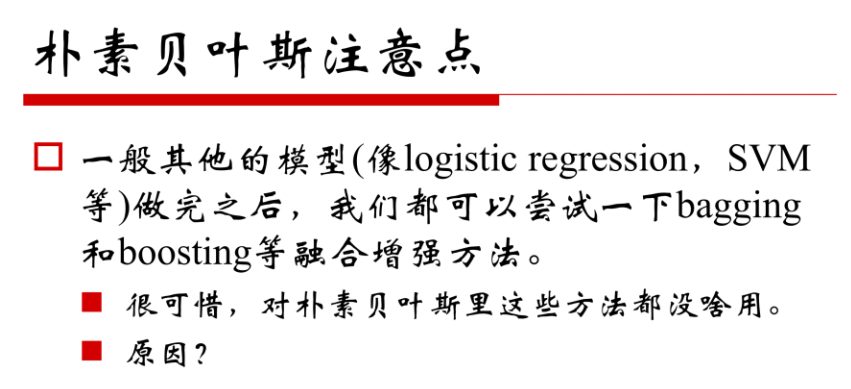 朴素贝叶斯注意点
一般其他的模型(像logistic regression，SVM
等)做完之后，我们都可以尝试一下bagging
和boosting等融合增强方法。
很可惜，对朴素贝叶斯里这些方法都没啥用。
原因？